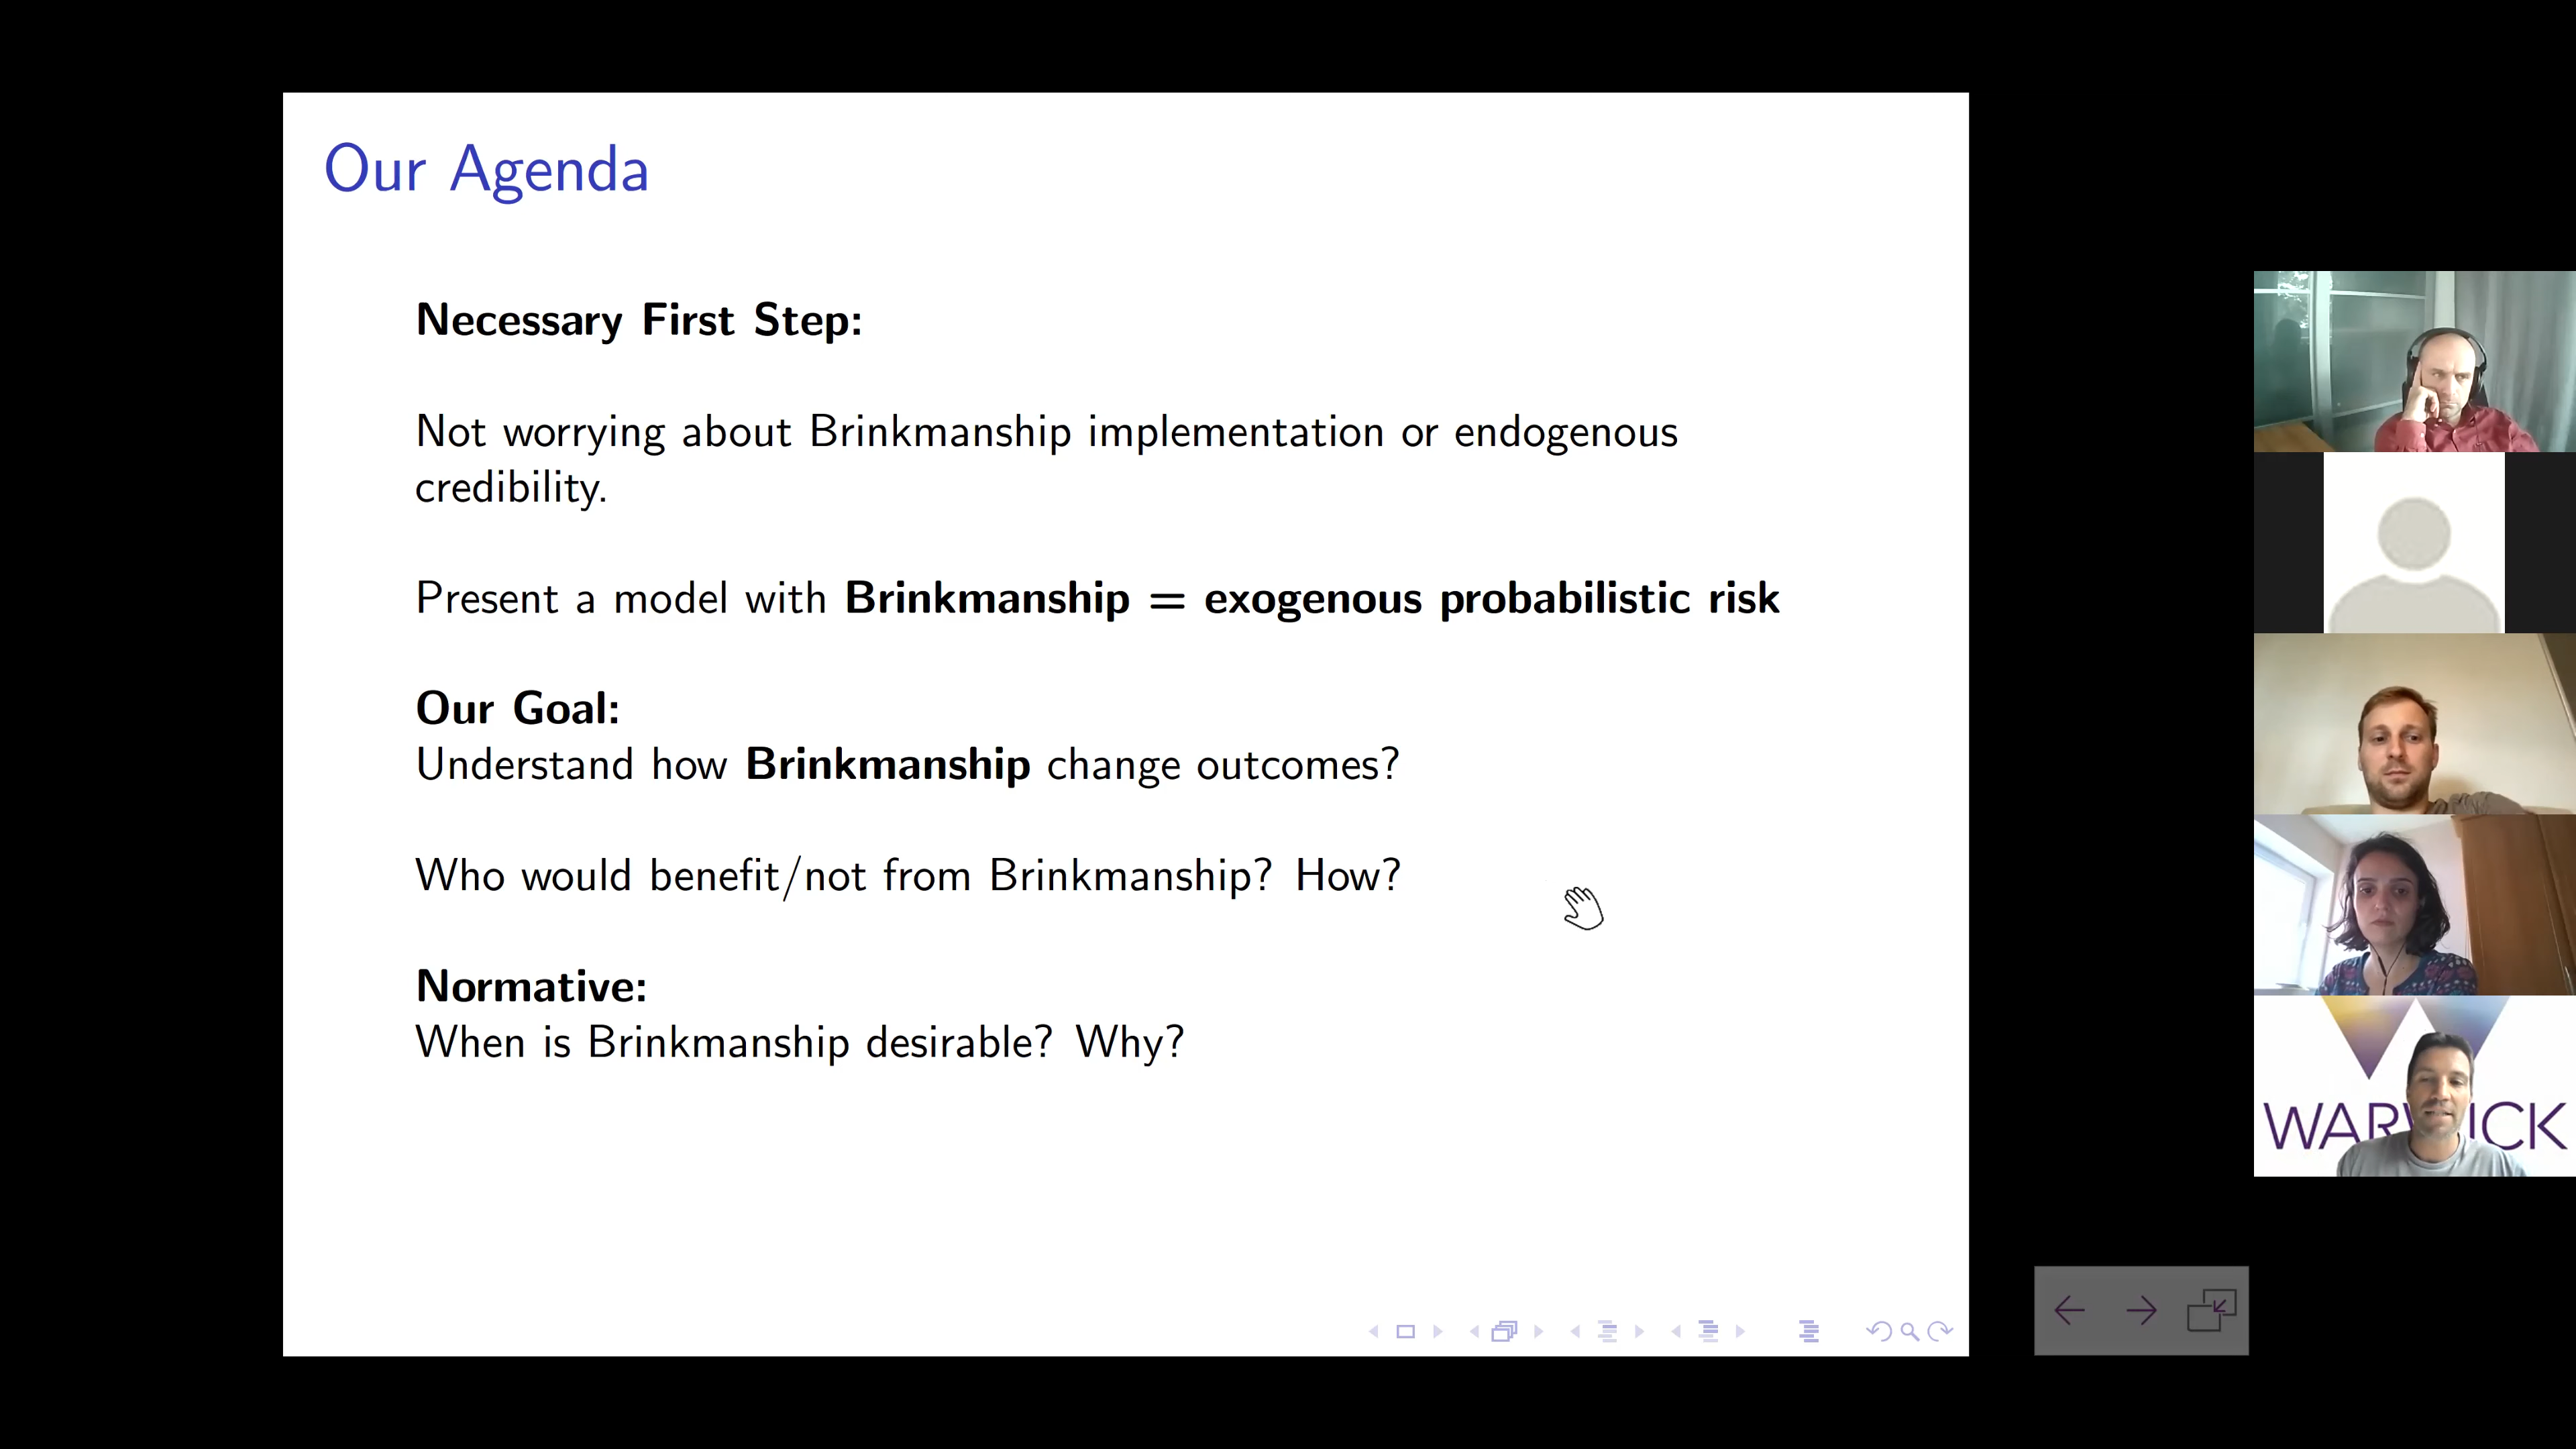 Our Agenda
Necessary First Step:
Not worrying about Brinkmanship implementation or endogenous
credibility.
Present a model with Brinkmanship = exogenous probabilistic risk
Our Goal:
Understand how Brinkmanship change outcomes?
Who would benefit/not from Brinkmanship? How?
Normative:
When is Brinkmanship desirable? Why?
WARWICK